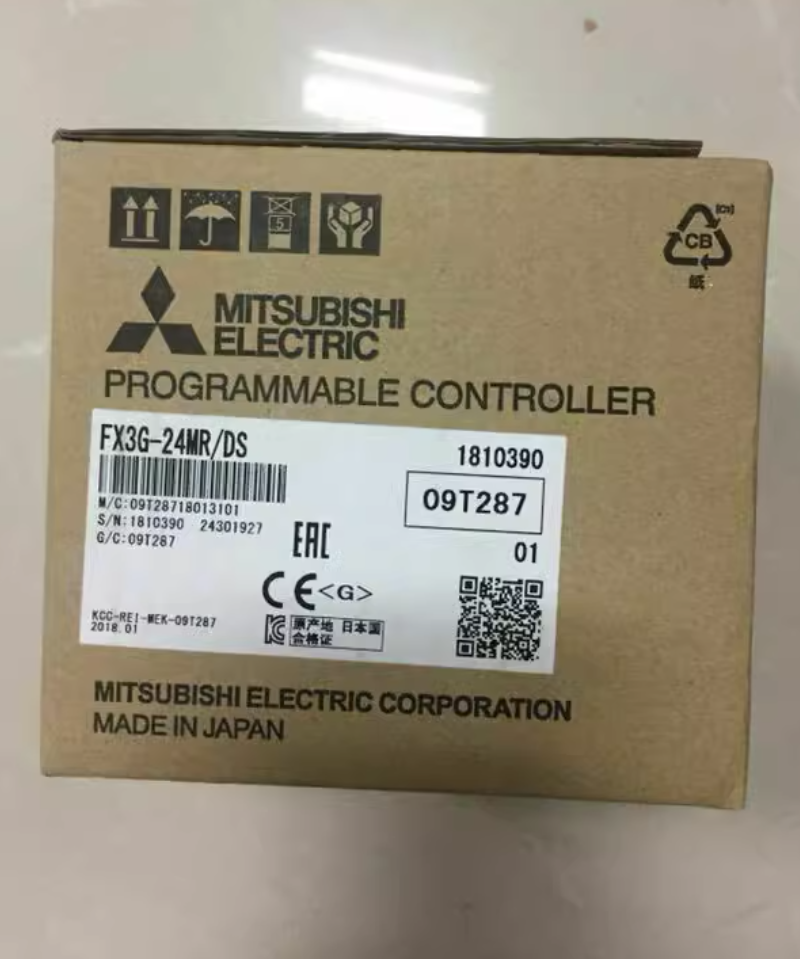 5
CB
紙
MITSUBISHI
ELECTRIC
PROGRAMMABLE CONTROLLER
FX3G-24MR/DS
1810390
M/C:09T28718013101
09T287
S/N:1810390 24301927
G/C:09T287
EAC
01
CE <G>
KCC-REI-MEK-09T287
2018.01
原产地 日本国
合格证
MITSUBISHI ELECTRIC CORPORATION
MADE IN JAPAN